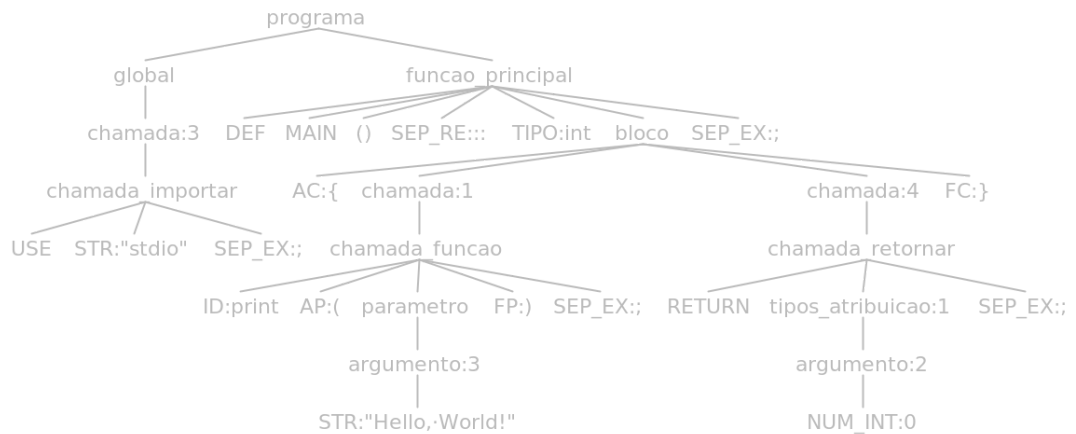 programa
global funcao_principal
chamada:3 DEF MAIN () SEP_RE::: TIPO:int bloco SEP_EX:;
chamada_importar AC:{ chamada:1 chamada:4 FC:}
USE STR:"stdio" SEP_EX:; chamada_funcao chamada_retornar
ID:print AP:( parametro FP:) SEP_EX:; RETURN tipos_atribuicao:1 SEP_EX:;
argumento:3 argumento:2
STR:"Hello,·World!" NUM_INT:0